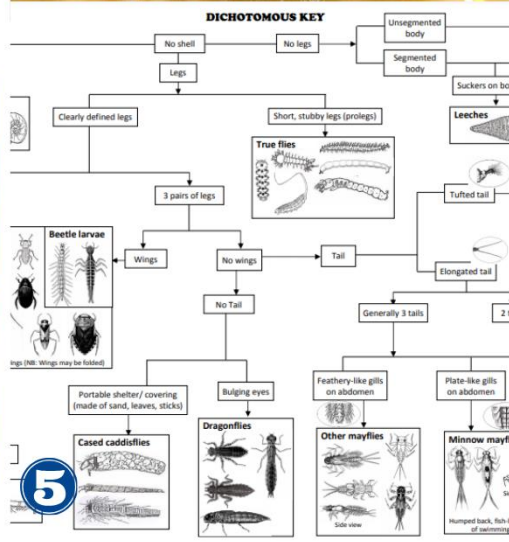 DICHOTOMOUS KEY
Unsegmented
body
No shell
No legs
Segmented
body
Legs
Suckers on bo
Clearly defined legs
Short, stubby legs (prolegs)
Leeches
True flies
3 pairs of legs
Tufted tail
Beetle larvae
Wings
No wings
Tail
Elongated tail
No Tail
Generally 3 tails
2 t
ings (NB: Wings may be folded)
Portable shelter/ covering
(made of sand, leaves, sticks)
Bulging eyes
Feathery-like gills
on abdomen
Plate-like gills
on abdomen
Cased caddisflies
Dragonflies
Other mayflies
Minnow mayf
5
Side view
Si
Humped back, fish-l
of swimming